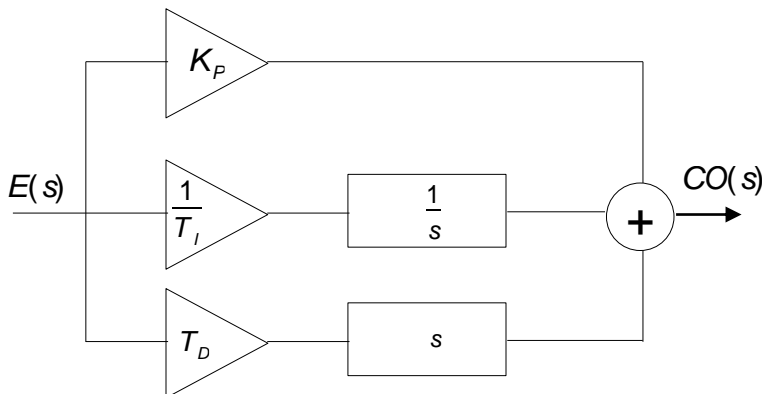 K_P
E(s)
1/T_I
1/s
+
CO(s)
T_D
s